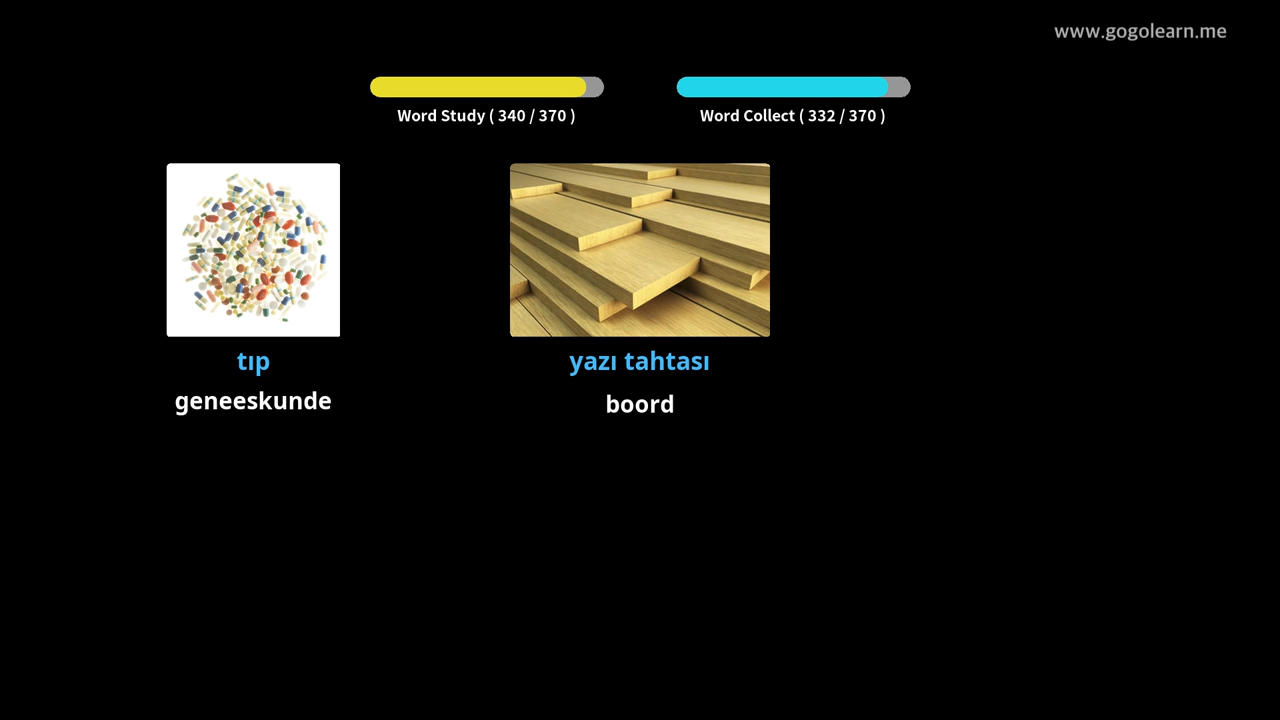 www.gogolearn.me
Word Study ( 340 / 370 )
Word Collect ( 332 / 370 )
tıp
geneeskunde
yazı tahtası
boord